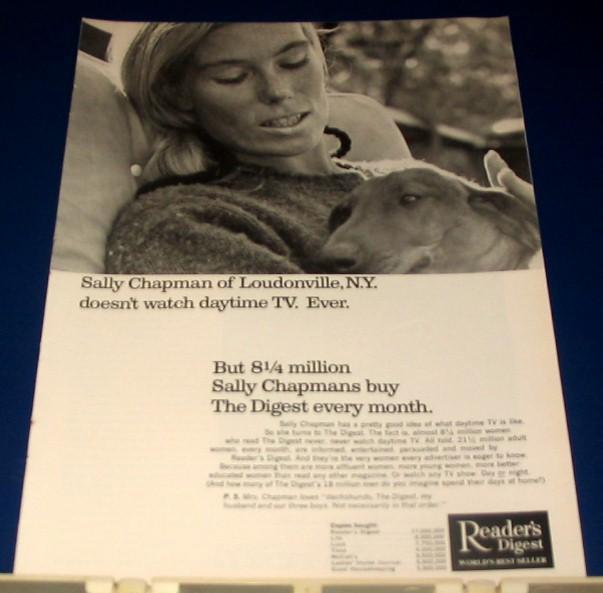 Sally Chapman of Loudonville, N.Y.
doesn't watch daytime TV. Ever.
But 8¼ million
Sally Chapmans buy
The Digest every month.
Sally Chapman has a pretty good idea of what daytime TV is like.
So she turns to The Digest. The fact is, almost 8¼ million women
who read The Digest never, never watch daytime TV. All told, 21½ million adult
women, every month, are informed, entertained, persuaded and moved by
Reader's Digest. And they're the very women every advertiser is eager to know.
Because among them are more affluent women, more young women, more better-
educated women than read any other magazine. Or watch any TV show. Day or night.
(And how many of The Digest's 18 million men do you imagine spend their days at home?)
P. S. Mrs. Chapman loves "dachshunds, The Digest, my
husband and our three boys. Not necessarily in that order."
Copies bought:
Reader's Digest
Life
Look
Time
McCall's
Ladies' Home Journal
Good Housekeeping
Reader's
Digest
WORLD'S BEST SELLER